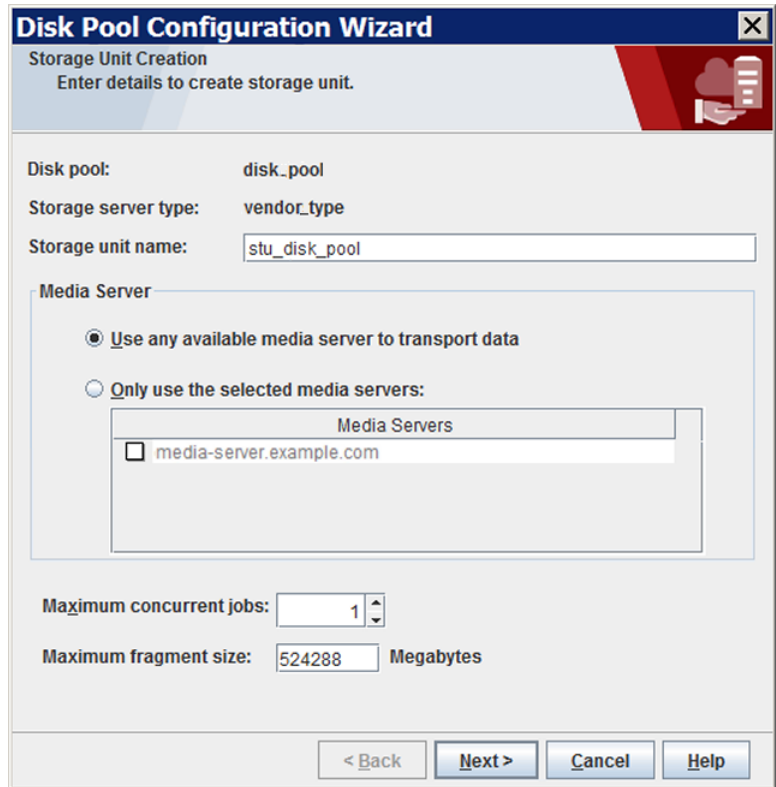 Disk Pool Configuration Wizard
Storage Unit Creation
Enter details to create storage unit.
Disk pool: disk_pool
Storage server type: vendor_type
Storage unit name: stu_disk_pool
Media Server
Use any available media server to transport data
Only use the selected media servers:
Media Servers
media-server.example.com
Maximum concurrent jobs: 1
Maximum fragment size: 524288 Megabytes
< Back Next > Cancel Help